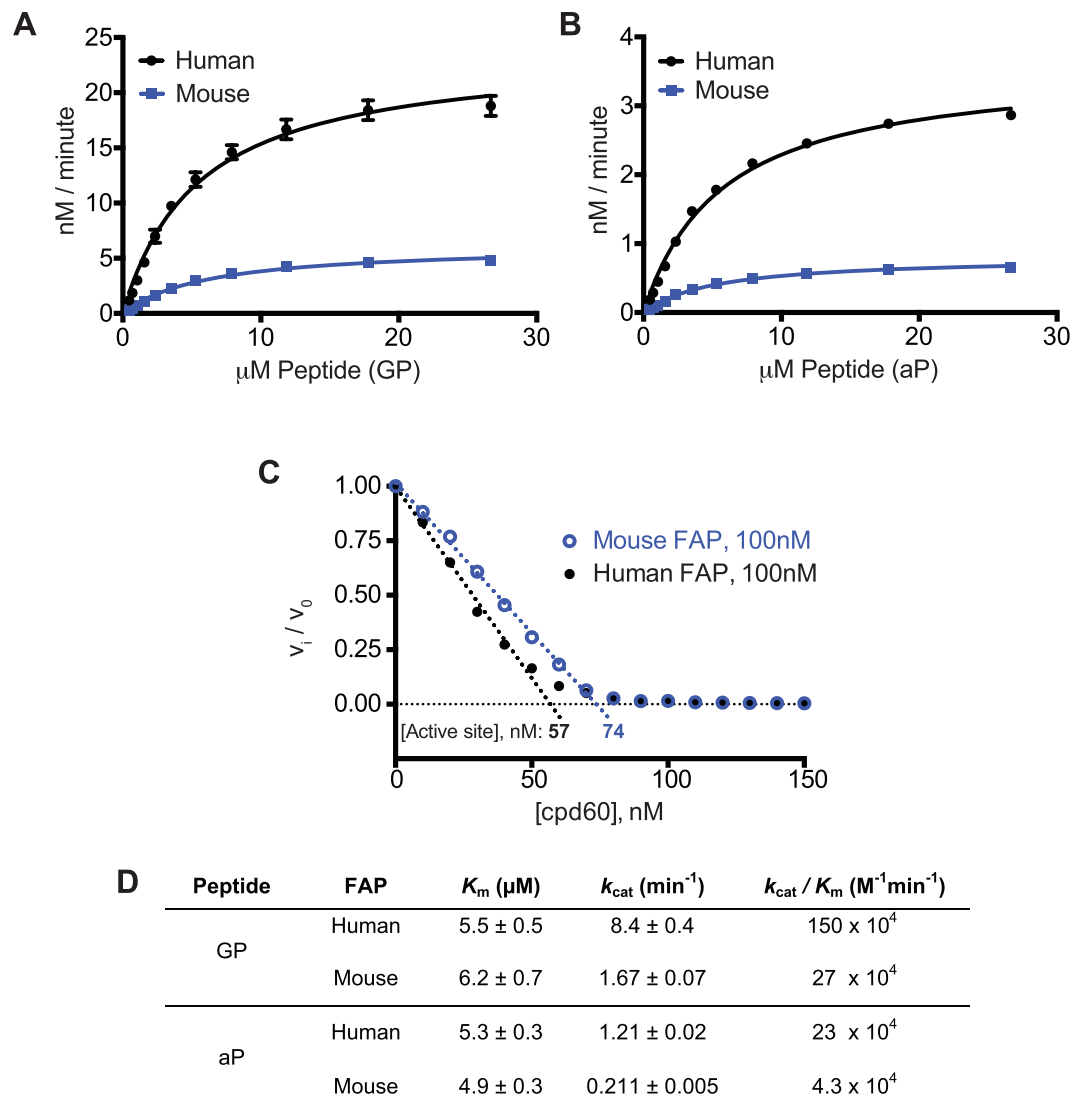 A
25
20
15
10
5
0
nM / minute
Human
Mouse
0 10 20 30
µM Peptide (GP)
B
4
3
2
1
0
nM / minute
Human
Mouse
0 10 20 30
µM Peptide (aP)
C
1.00
0.75
0.50
0.25
0.00
vi / v0
Mouse FAP, 100nM
Human FAP, 100nM
[Active site], nM: 57 74
0 50 100 150
[cpd60], nM
D
Peptide FAP Km (µM) kcat (min-1) kcat / Km (M-1min-1)
GP
Human 5.5 ± 0.5 8.4 ± 0.4 150 x 10^4
Mouse 6.2 ± 0.7 1.67 ± 0.07 27 x 10^4
aP
Human 5.3 ± 0.3 1.21 ± 0.02 23 x 10^4
Mouse 4.9 ± 0.3 0.211 ± 0.005 4.3 x 10^4